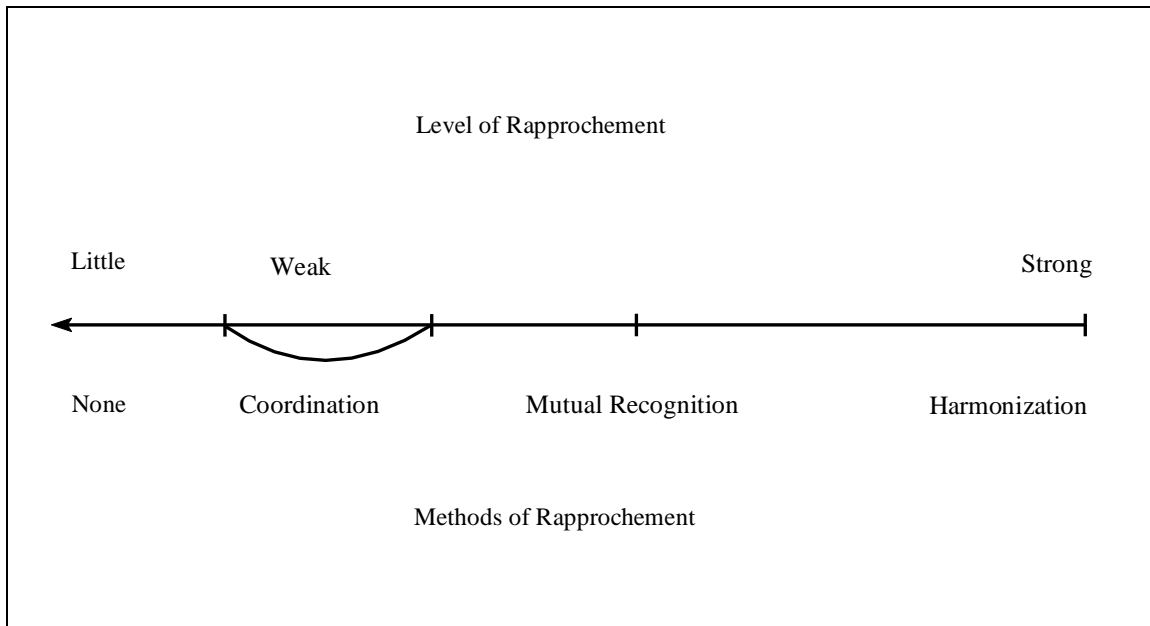 Level of Rapprochement
Little Weak Strong
None Coordination Mutual Recognition Harmonization
Methods of Rapprochement